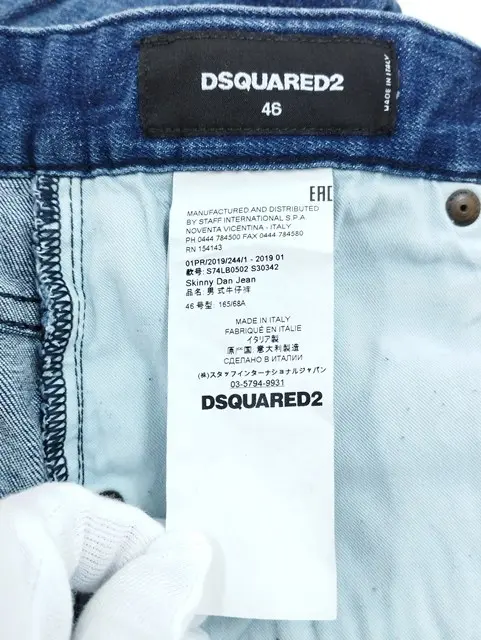 DSQUARED2
46
MADE IN ITALY
EAC
MANUFACTURED AND DISTRIBUTED
BY STAFF INTERNATIONAL S.P.A
NOVENTA VICENTINA - ITALY
PH 0444 784500 FAX 0444 784580
RN 154143
01PR/2019/244/1 - 2019 01
款号: S74LB0502 S30342
Skinny Dan Jean
品名: 男式牛仔裤
46 号型: 165/68A
MADE IN ITALY
FABRIQUÉ EN ITALIE
イタリア製
原产国: 意大利製造
СДЕЛАНО В ИТАЛИИ
(株)スタッフインターナショナルジャパン
03-5794-9931
DSQUARED2